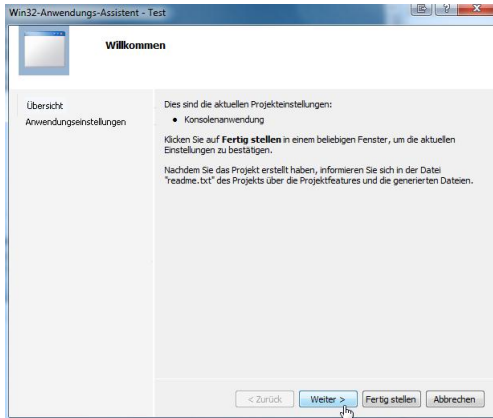 Win32-Anwendungs-Assistent - Test
Willkommen
Übersicht
Anwendungseinstellungen
Dies sind die aktuellen Projekteinstellungen:
• Konsolenanwendung
Klicken Sie auf Fertig stellen in einem beliebigen Fenster, um die aktuellen
Einstellungen zu bestätigen.
Nachdem Sie das Projekt erstellt haben, informieren Sie sich in der Datei
"readme.txt" des Projekts über die Projektfeatures und die generierten Dateien.
< Zurück
Weiter >
Fertig stellen
Abbrechen